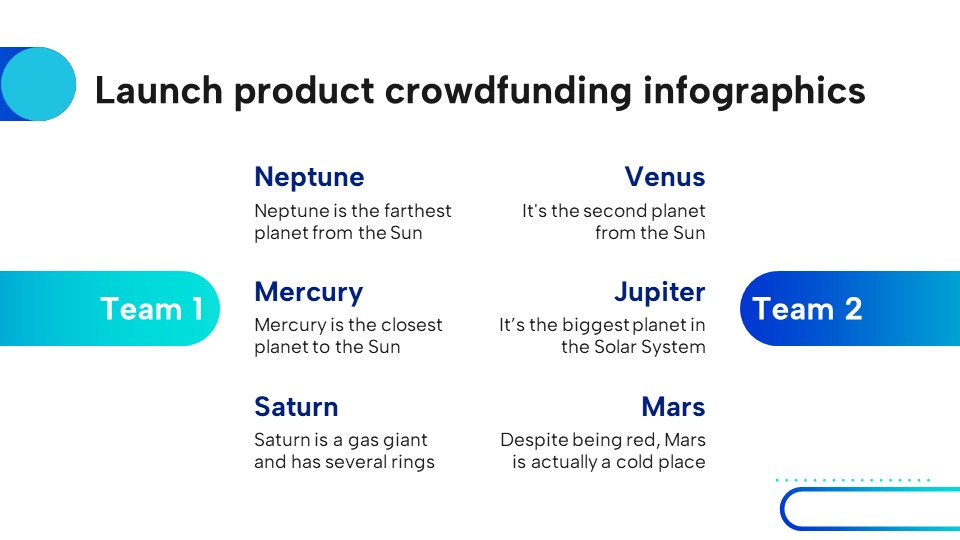 Launch product crowdfunding infographics
Team 1
Neptune
Neptune is the farthest
planet from the Sun
Mercury
Mercury is the closest
planet to the Sun
Saturn
Saturn is a gas giant
and has several rings
Venus
It's the second planet
from the Sun
Jupiter
It’s the biggest planet in
the Solar System
Mars
Despite being red, Mars
is actually a cold place
Team 2